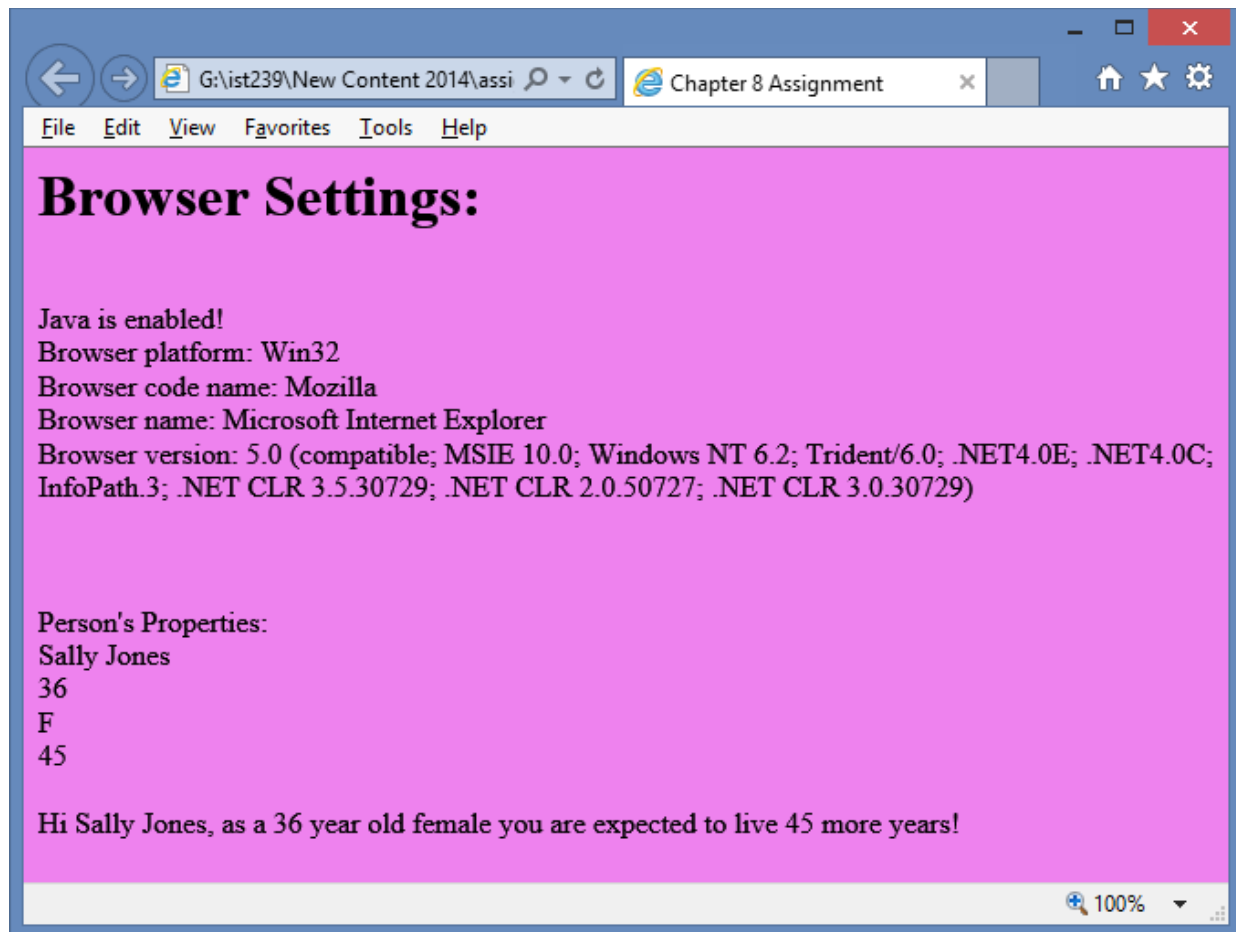 G:\ist239\New Content 2014\assi
Chapter 8 Assignment
File Edit View Favorites Tools Help
Browser Settings:
Java is enabled!
Browser platform: Win32
Browser code name: Mozilla
Browser name: Microsoft Internet Explorer
Browser version: 5.0 (compatible; MSIE 10.0; Windows NT 6.2; Trident/6.0; .NET4.0E; .NET4.0C;
InfoPath.3; .NET CLR 3.5.30729; .NET CLR 2.0.50727; .NET CLR 3.0.30729)
Person's Properties:
Sally Jones
36
F
45
Hi Sally Jones, as a 36 year old female you are expected to live 45 more years!
100%